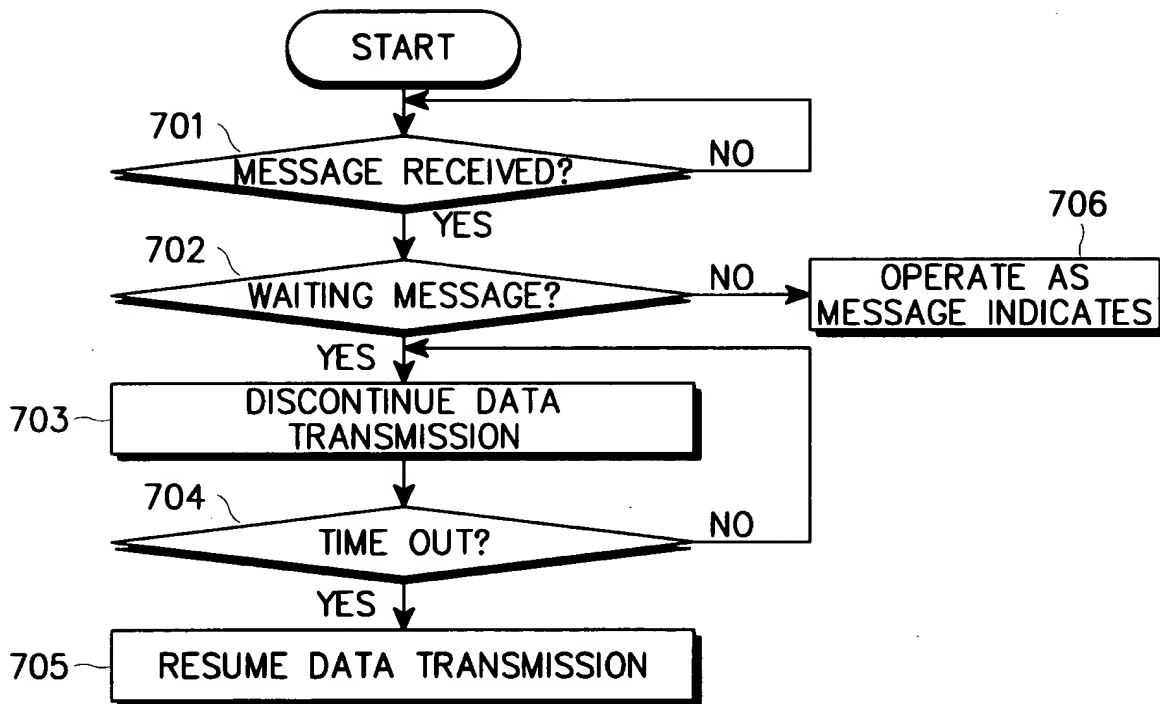 START
701
MESSAGE RECEIVED?
NO
YES
702
WAITING MESSAGE?
NO
706
OPERATE AS
MESSAGE INDICATES
YES
703
DISCONTINUE DATA
TRANSMISSION
704
TIME OUT?
NO
YES
705
RESUME DATA TRANSMISSION